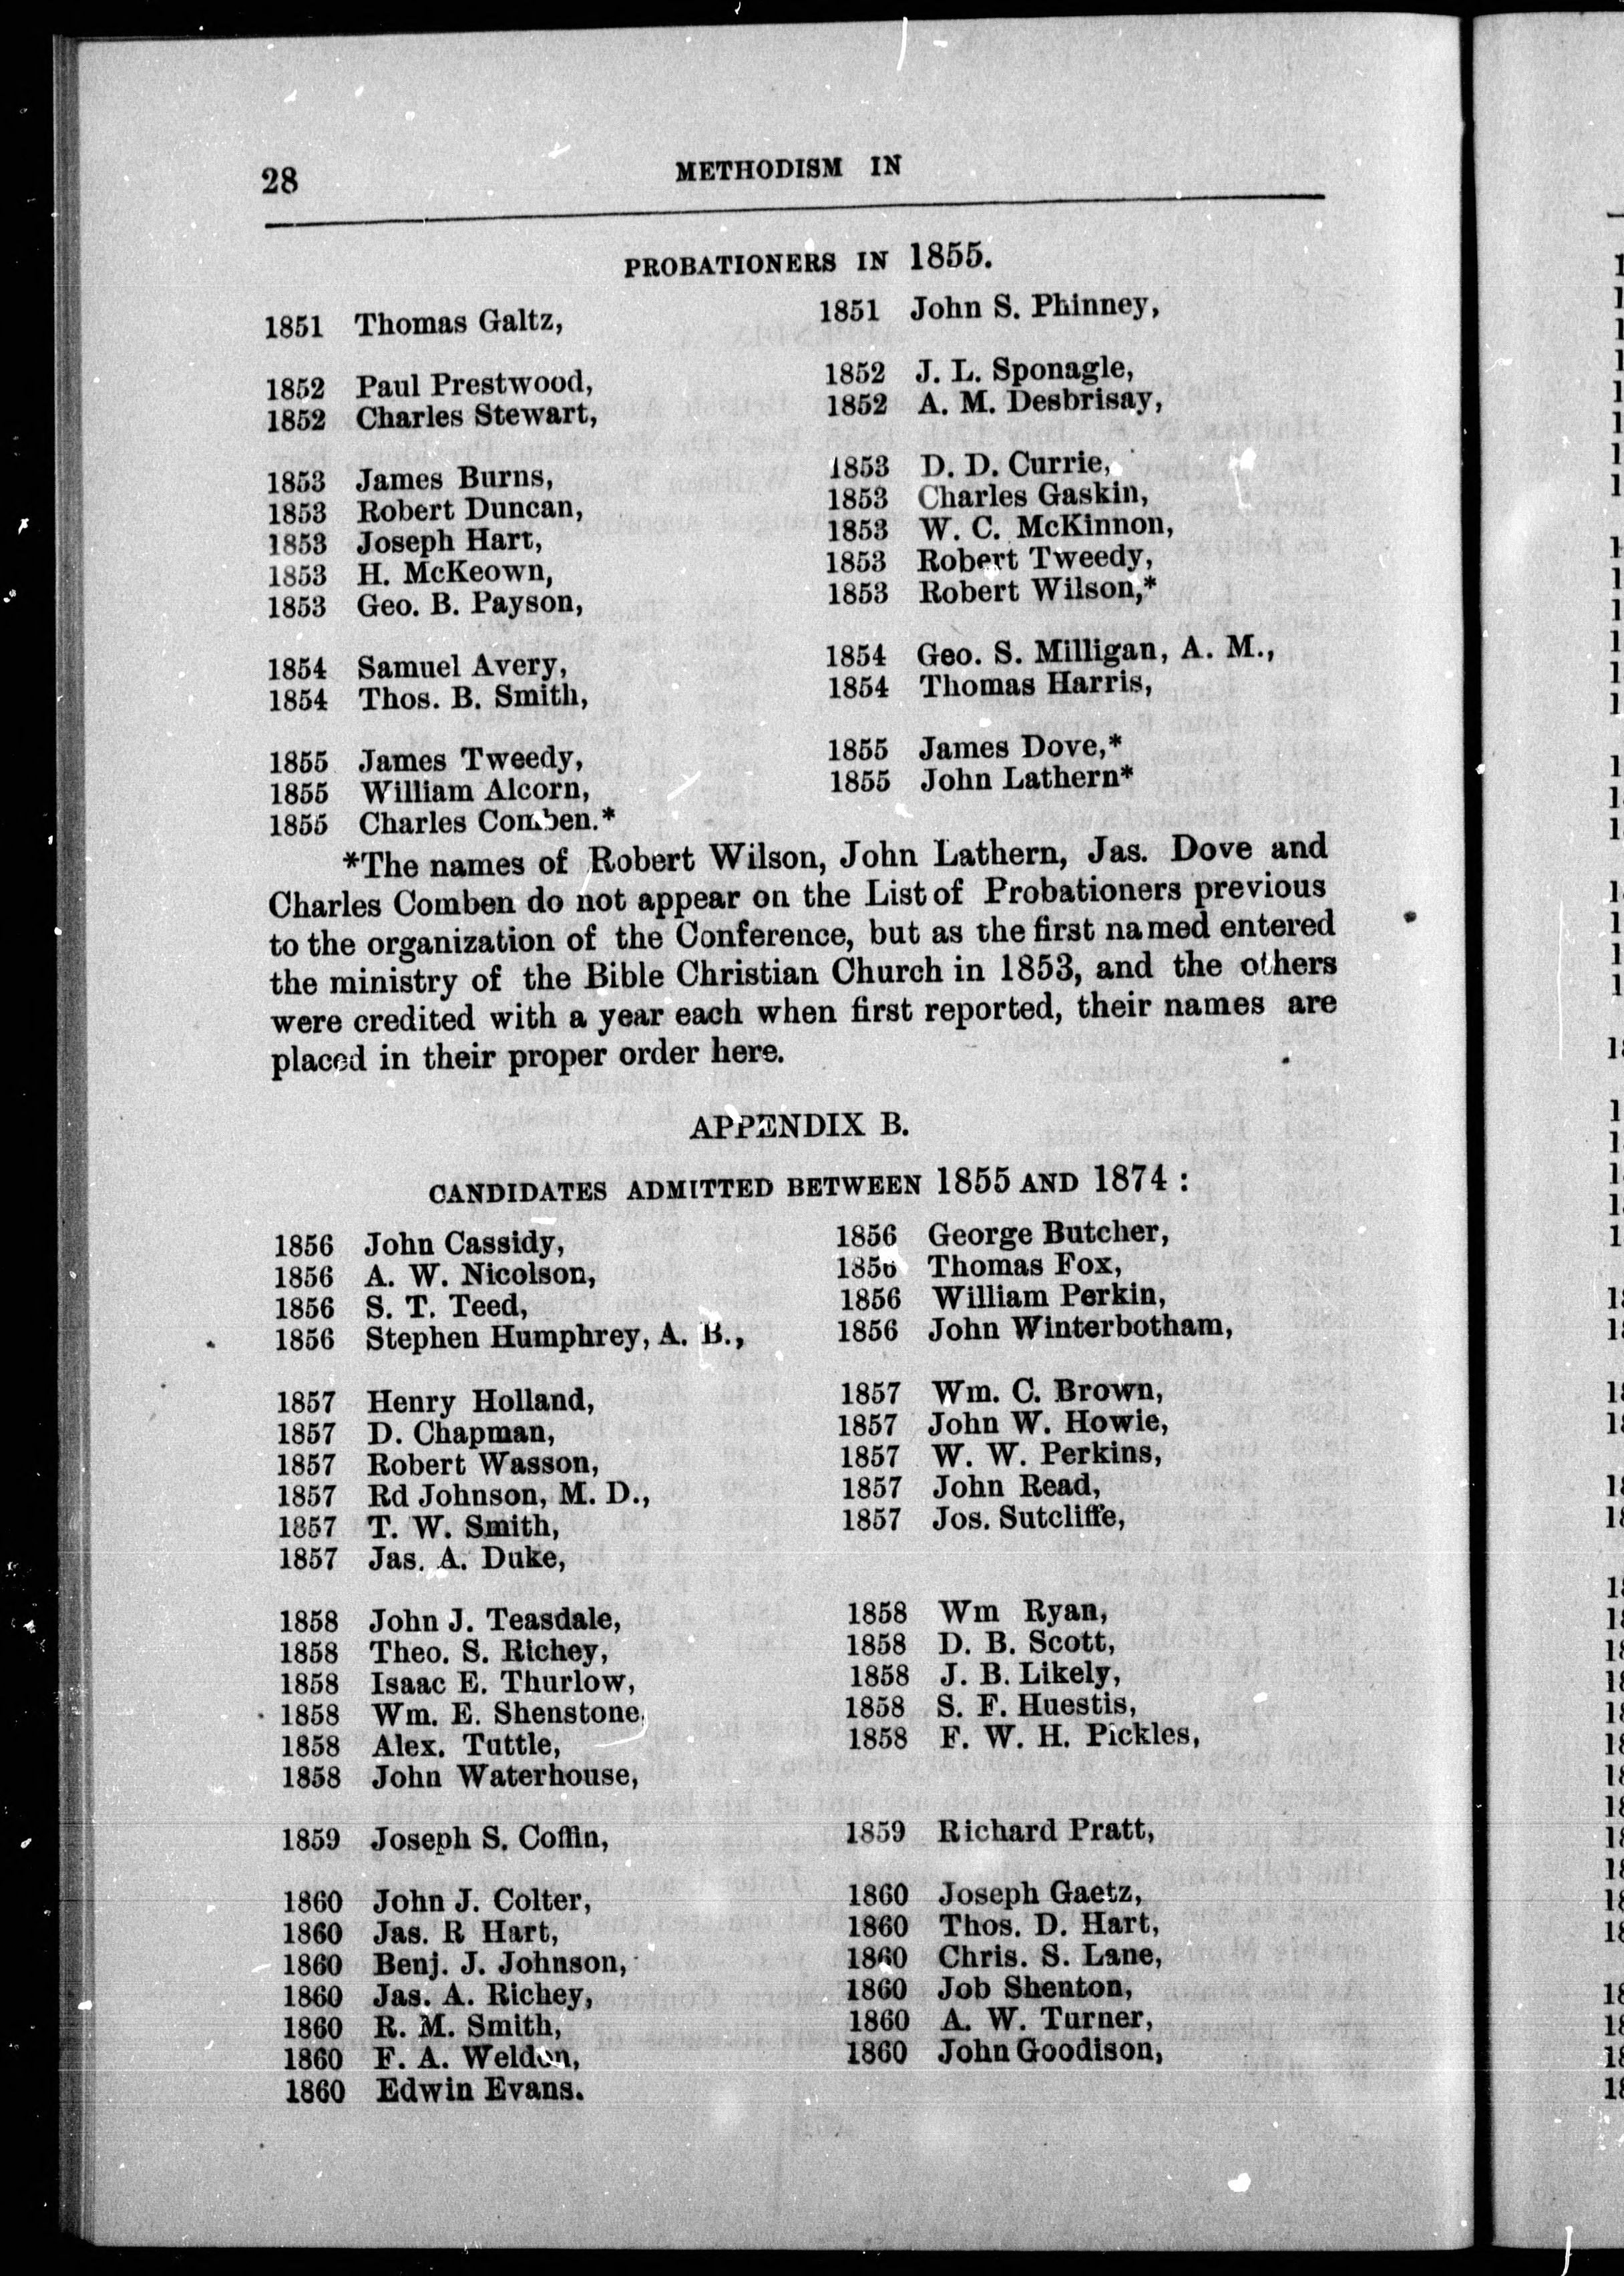 28
METHODISM IN
PROBATIONERS IN 1855.
1851 Thomas Galtz,
1852 Paul Prestwood,
1852 Charles Stewart,
1853 James Burns,
1853 Robert Duncan,
1853 Joseph Hart,
1853 H. McKeown,
1853 Geo. B. Payson,
1854 Samuel Avery,
1854 Thos. B. Smith,
1855 James Tweedy,
1855 William Alcorn,
1855 Charles Comben.*
1851 John S. Phinney,
1852 J. L. Sponagle,
1852 A. M. Desbrisay,
1853 D. D. Currie,
1853 Charles Gaskin,
1853 W. C. McKinnon,
1853 Robert Tweedy,
1853 Robert Wilson,*
1854 Geo. S. Milligan, A. M.,
1854 Thomas Harris,
1855 James Dove,*
1855 John Lathern*
*The names of Robert Wilson, John Lathern, Jas. Dove and
Charles Comben do not appear on the List of Probationers previous
to the organization of the Conference, but as the first named entered
the ministry of the Bible Christian Church in 1853, and the others
were credited with a year each when first reported, their names are
placed in their proper order here.
APPENDIX B.
CANDIDATES ADMITTED BETWEEN 1855 AND 1874 :
1856 John Cassidy,
1856 A. W. Nicolson,
1856 S. T. Teed,
1856 Stephen Humphrey, A. B.,
1857 Henry Holland,
1857 D. Chapman,
1857 Robert Wasson,
1857 Rd Johnson, M. D.,
1857 T. W. Smith,
1857 Jas. A. Duke,
1858 John J. Teasdale,
1858 Theo. S. Richey,
1858 Isaac E. Thurlow,
1858 Wm. E. Shenstone,
1858 Alex. Tuttle,
1858 John Waterhouse,
1859 Joseph S. Coffin,
1860 John J. Colter,
1860 Jas. R Hart,
1860 Benj. J. Johnson,
1860 Jas. A. Richey,
1860 R. M. Smith,
1860 F. A. Weldon,
1860 Edwin Evans.
1856 George Butcher,
1856 Thomas Fox,
1856 William Perkin,
1856 John Winterbotham,
1857 Wm. C. Brown,
1857 John W. Howie,
1857 W. W. Perkins,
1857 John Read,
1857 Jos. Sutcliffe,
1858 Wm Ryan,
1858 D. B. Scott,
1858 J. B. Likely,
1858 S. F. Huestis,
1858 F. W. H. Pickles,
1859 Richard Pratt,
1860 Joseph Gaetz,
1860 Thos. D. Hart,
1860 Chris. S. Lane,
1860 Job Shenton,
1860 A. W. Turner,
1860 John Goodison,